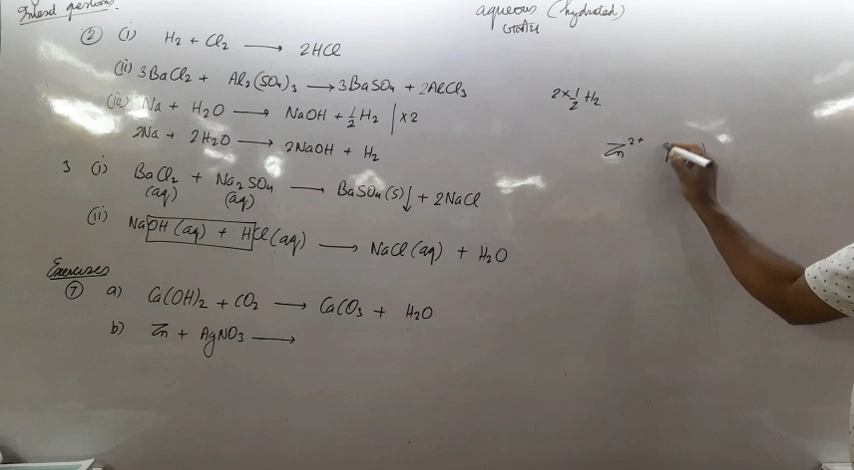 Intext questions.
aqueous (hydrated)
② (i) H₂ + Cl₂ ⟶ 2HCl
(ii) 3BaCl₂ + Al₂(SO₄)₃ ⟶ 3BaSO₄ + 2AlCl₃
(iii) Na + H₂O ⟶ NaOH + ½H₂ | ×2
2×½ H₂
2Na + 2H₂O ⟶ 2NaOH + H₂
Zn²⁺
3 (i) BaCl₂ (aq) + Na₂SO₄ (aq) ⟶ BaSO₄(s)↓ + 2NaCl
(ii) NaOH (aq) + HCl(aq) ⟶ NaCl(aq) + H₂O
Exercises
⑦ a) Ca(OH)₂ + CO₂ ⟶ CaCO₃ + H₂O
b) Zn + AgNO₃ ⟶